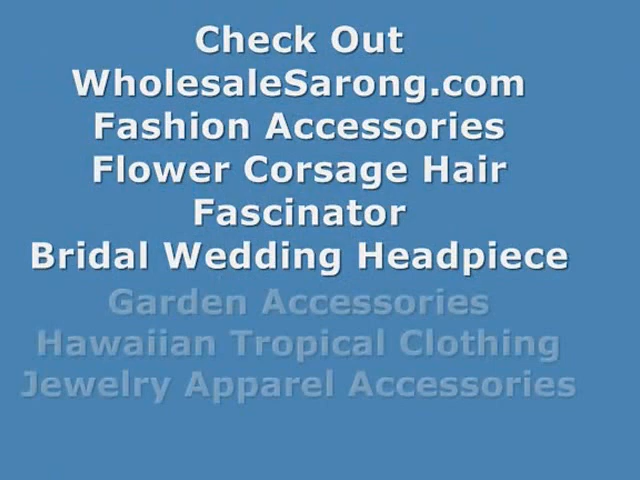 Check Out
WholesaleSarong.com
Fashion Accessories
Flower Corsage Hair
Fascinator
Bridal Wedding Headpiece
Garden Accessories
Hawaiian Tropical Clothing
Jewelry Apparel Accessories